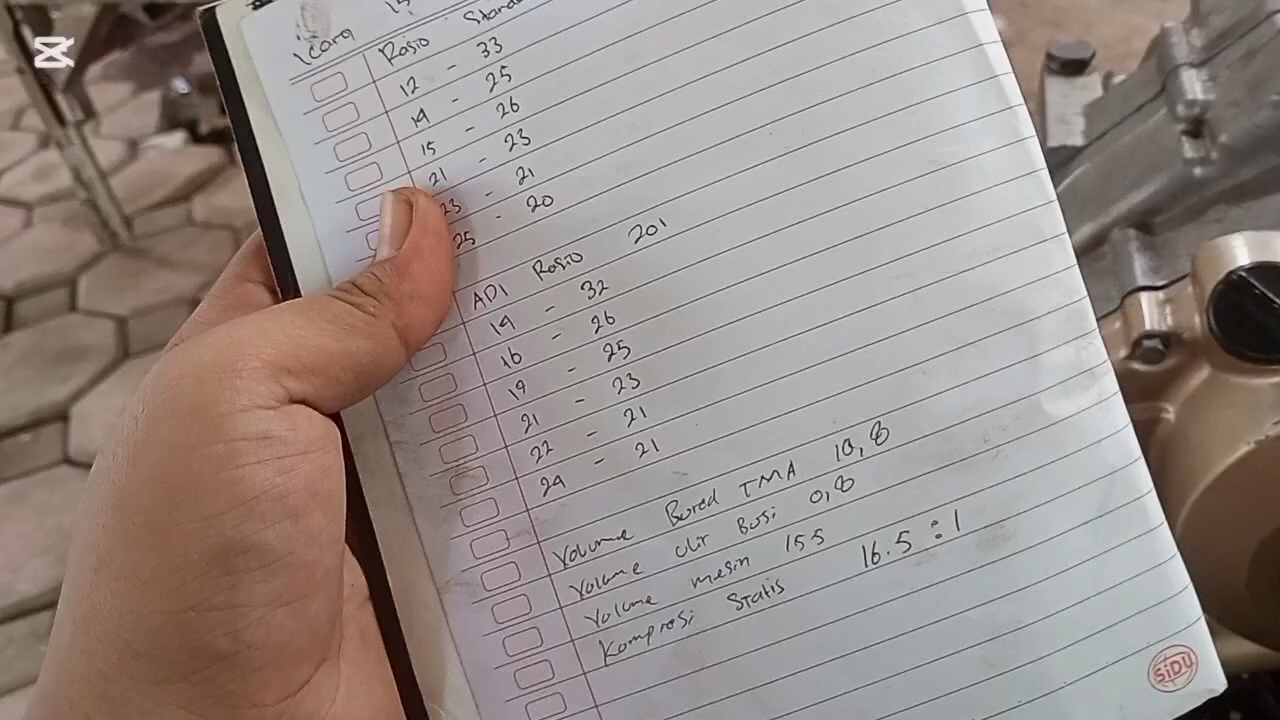 Rasio
12 - 33
14 - 25
15 - 26
21 - 23
23 - 21
25 - 20
ADI Rasio 201
14 - 32
16 - 26
19 - 25
21 - 23
22 - 21
24 - 21
Volume Bured TMA 10,8
Volume ulir Busi 0,8
Volume mesin 155
Kompresi Statis 16.5 : 1
SiDU